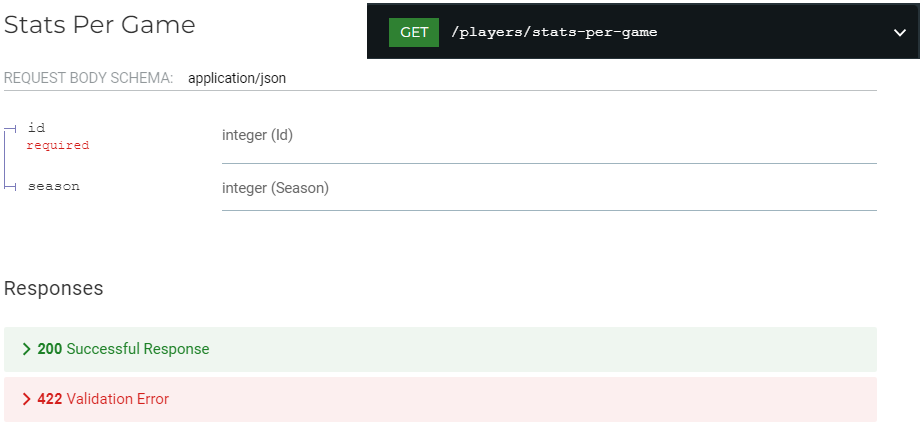 Stats Per Game
GET /players/stats-per-game
REQUEST BODY SCHEMA: application/json
id
required
integer (Id)
season
integer (Season)
Responses
200 Successful Response
422 Validation Error